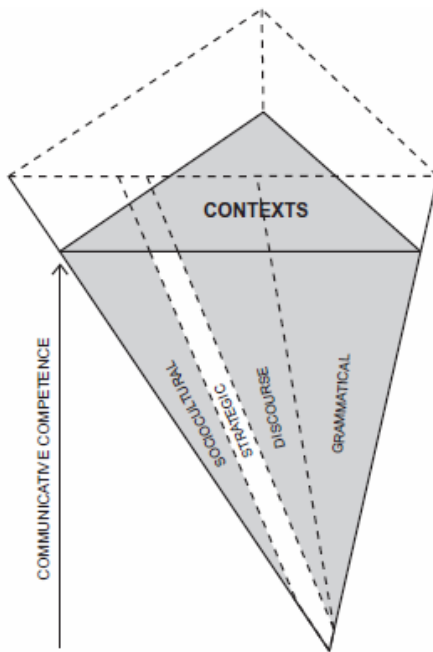 CONTEXTS
COMMUNICATIVE COMPETENCE
SOCIOCULTURAL
STRATEGIC
DISCOURSE
GRAMMATICAL